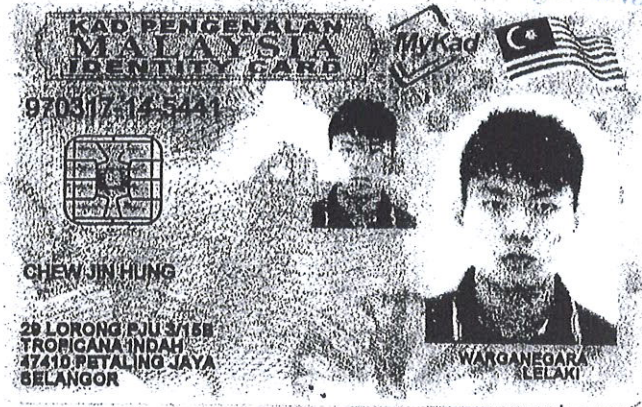 KAD PENGENALAN
MALAYSIA
IDENTITY CARD
MyKad
970317-14-5441
CHEW JIN HUNG
29 LORONG PJU 3/15B
TROPICANA INDAH
47410 PETALING JAYA
SELANGOR
WARGANEGARA
LELAKI